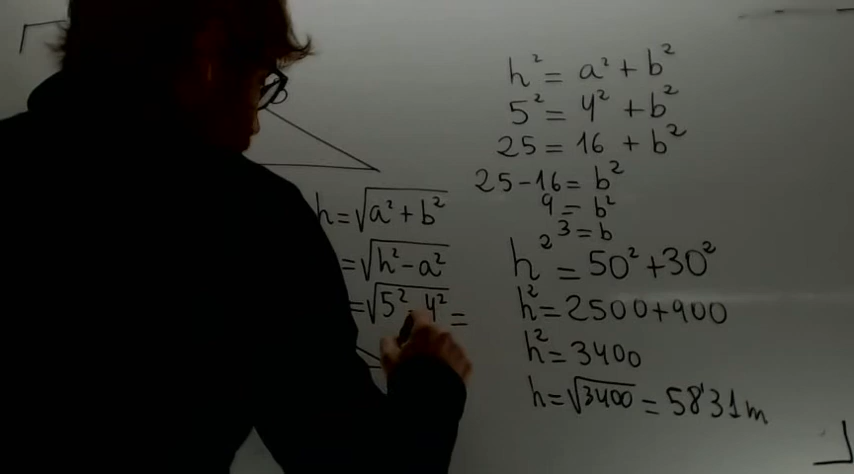 h = √a² + b²
= √h² - a²
= √5² - 4² =
h² = a² + b²
5² = 4² + b²
25 = 16 + b²
25 - 16 = b²
9 = b²
3 = b
h² = 50² + 30²
h² = 2500 + 900
h² = 3400
h = √3400 = 58'31 m